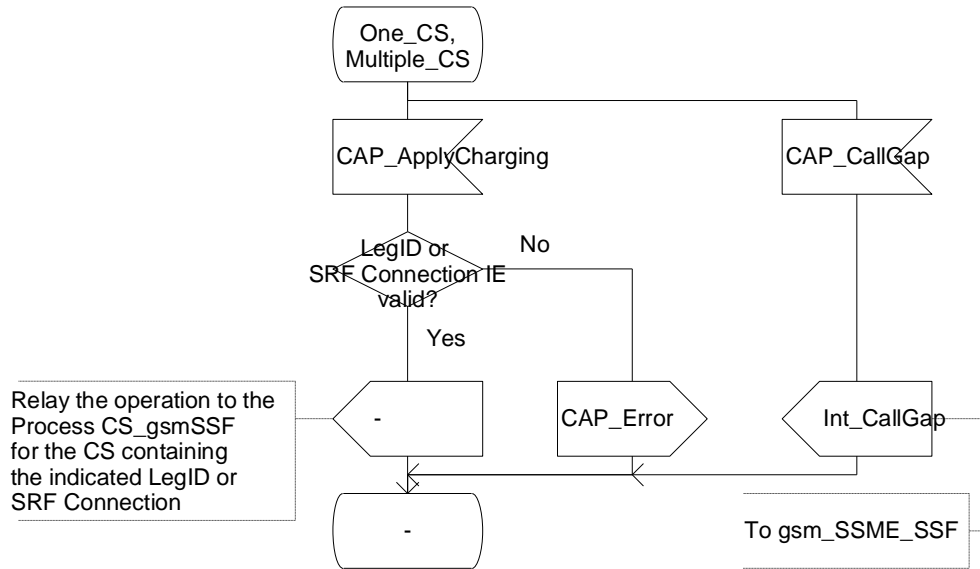 One_CS,
Multiple_CS
CAP_ApplyCharging
CAP_CallGap
LegID or
SRF Connection IE
valid?
No
Yes
Relay the operation to the
Process CS_gsmSSF
for the CS containing
the indicated LegID or
SRF Connection
-
CAP_Error
Int_CallGap
-
To gsm_SSME_SSF